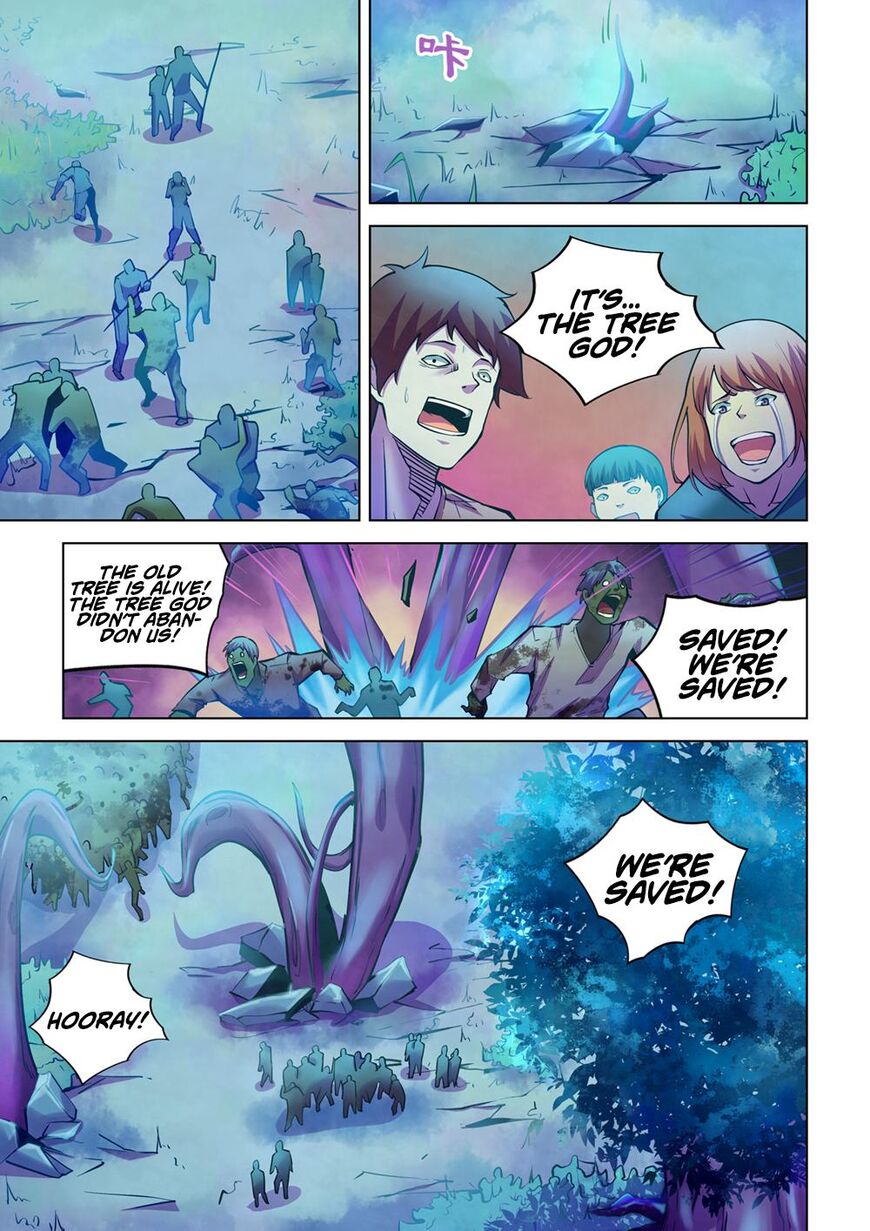 咔
IT'S...
THE TREE
GOD!
THE OLD
TREE IS ALIVE!
THE TREE GOD
DIDN'T ABAN-
DON US!
SAVED!
WE'RE
SAVED!
WE'RE
SAVED!
HOORAY!